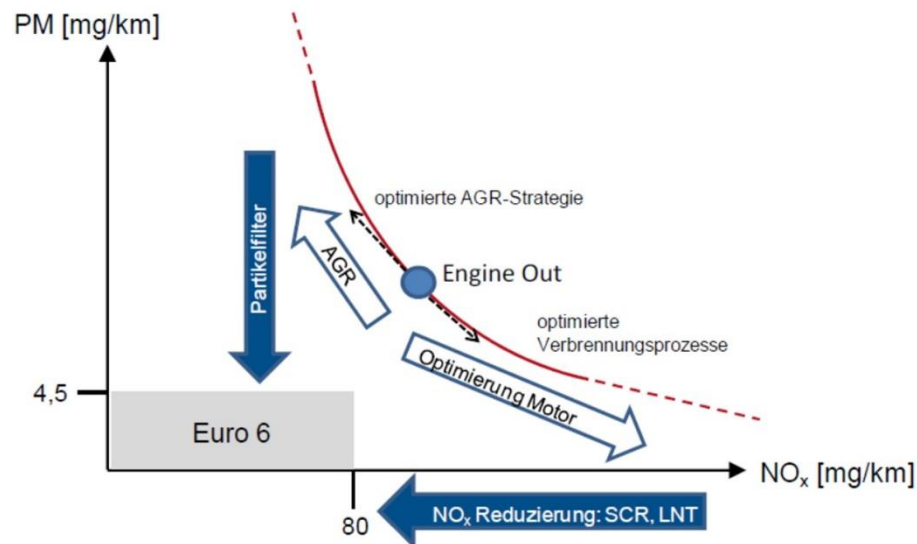 PM [mg/km]
optimierte AGR-Strategie
Partikelfilter
AGR
Engine Out
optimierte
Verbrennungsprozesse
Optimierung Motor
4,5
Euro 6
NOₓ [mg/km]
80
NOₓ Reduzierung: SCR, LNT